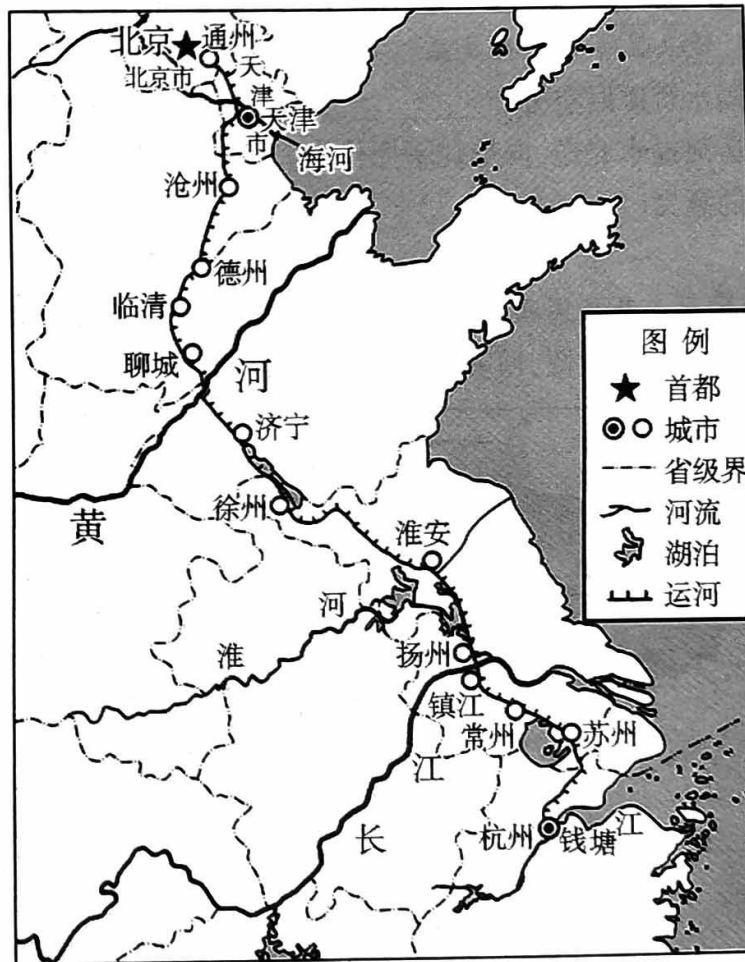 北京
通州
北京市
天
津
市
天津
海河
沧州
德州
临清
聊城
河
济宁
徐州
黄
淮安
河
淮
扬州
镇江
常州
苏州
江
长
杭州
钱塘
江
图例
首都
城市
省级界
河流
湖泊
运河